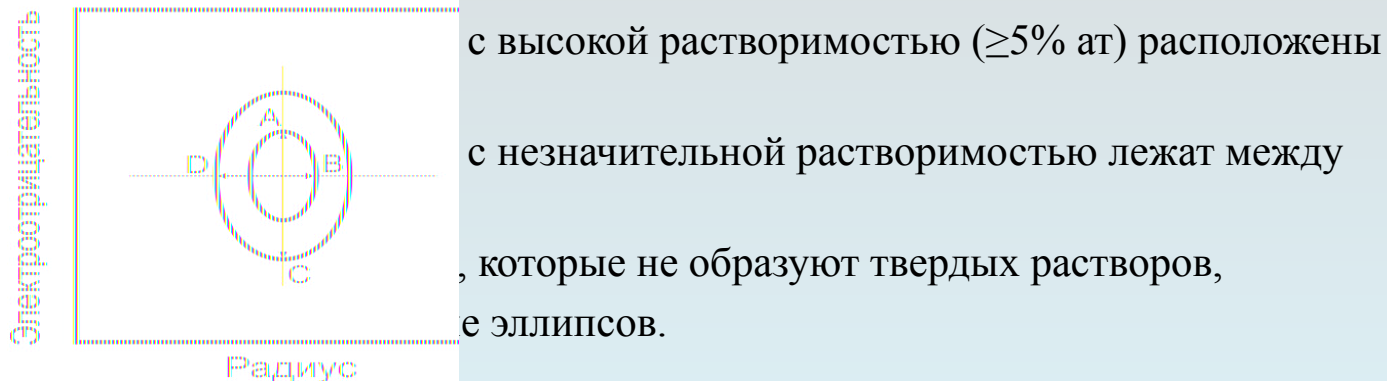 Электроотрицательность
A
D
B
C
Радиус
с высокой растворимостью (≥5% ат) расположены
с незначительной растворимостью лежат между
, которые не образуют твердых растворов,
е эллипсов.